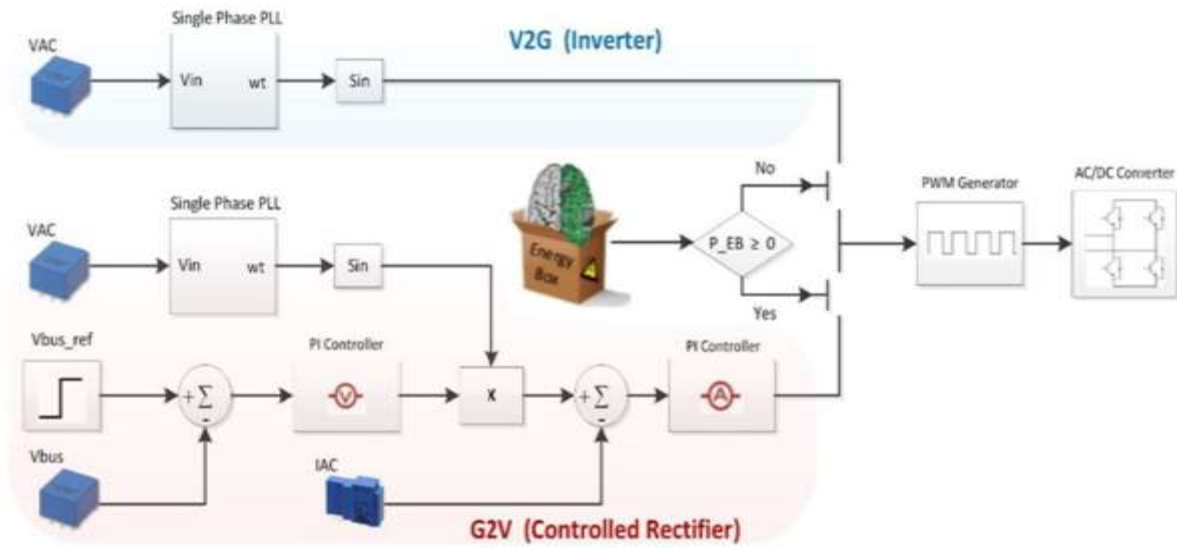 Single Phase PLL
V2G (Inverter)
VAC
Vin
wt
Sin
No
PWM Generator
AC/DC Converter
Single Phase PLL
VAC
P_EB ≥ 0
Vin
wt
Sin
Energy
Box
Yes
Vbus_ref
PI Controller
PI Controller
+ Σ
-
V
X
+ Σ
-
A
Vbus
IAC
G2V (Controlled Rectifier)